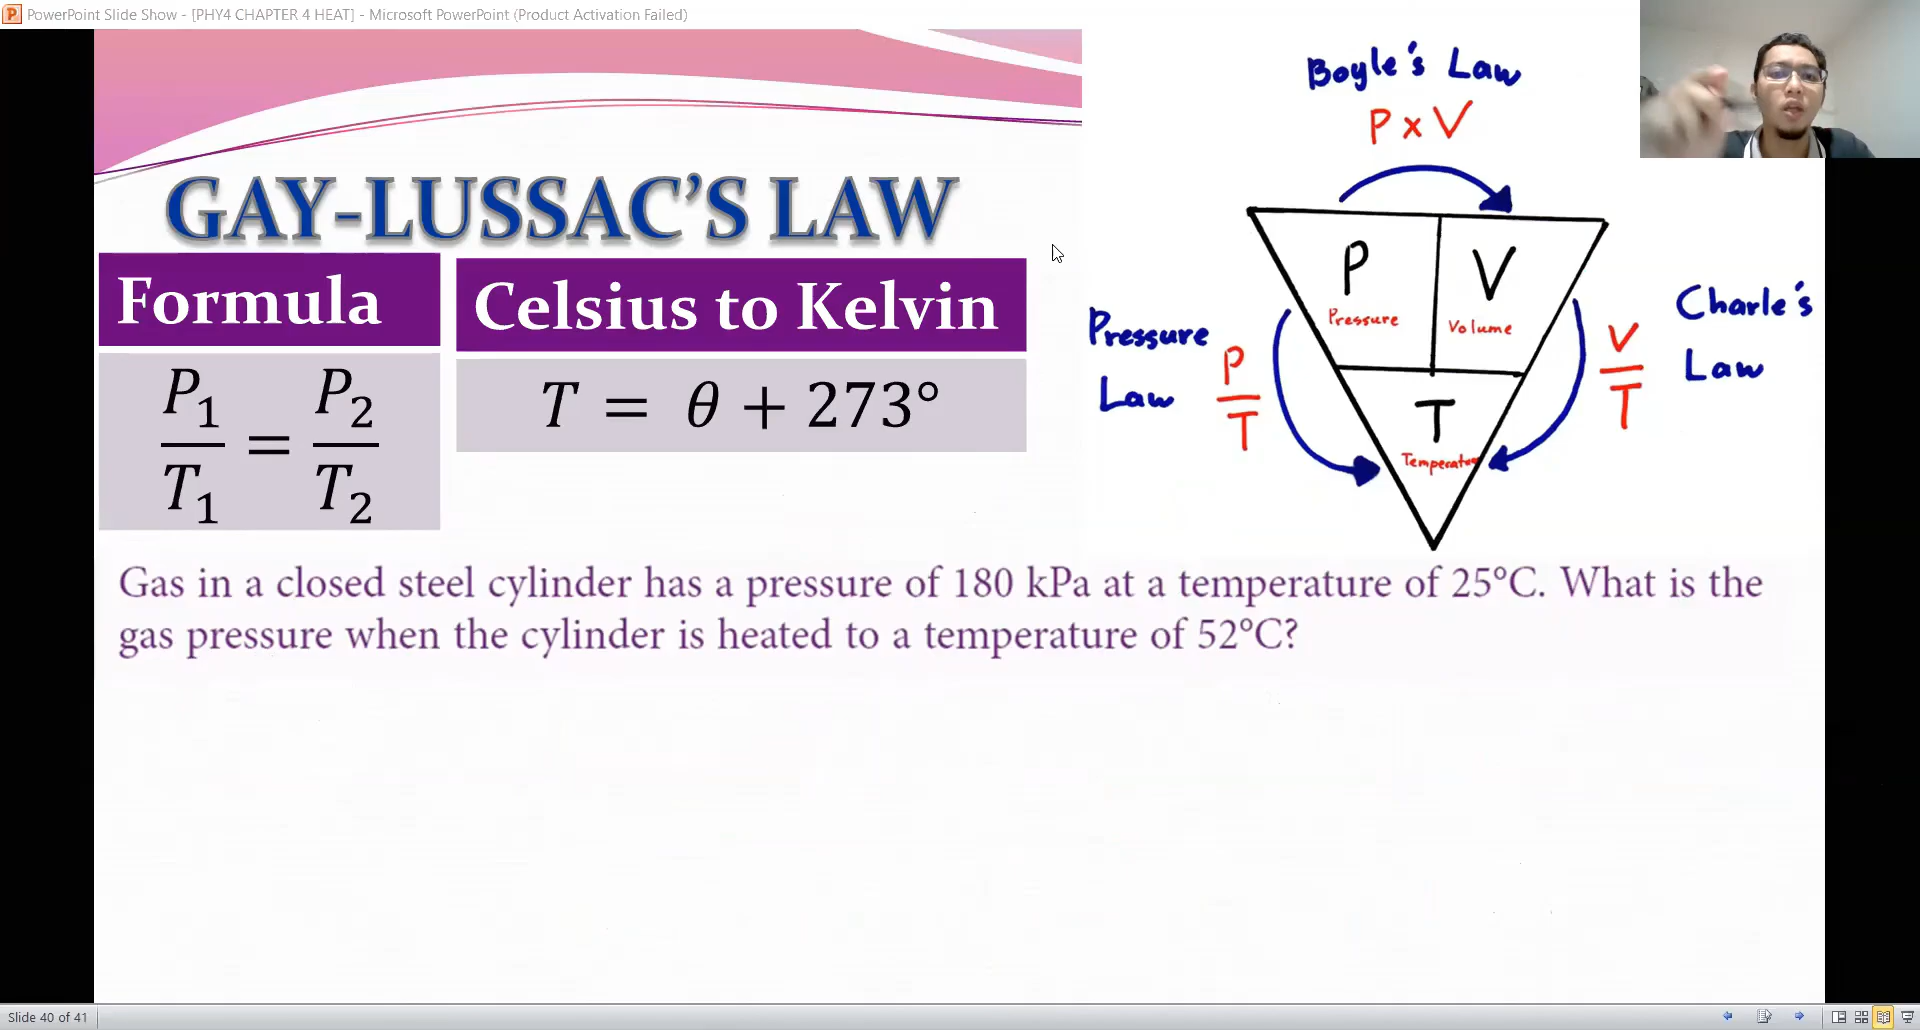 PowerPoint Slide Show - [PHY4 CHAPTER 4 HEAT] - Microsoft PowerPoint (Product Activation Failed)
GAY-LUSSAC'S LAW
Formula
P₁/T₁ = P₂/T₂
Celsius to Kelvin
T = θ + 273°
Boyle's Law
P x V
P
Pressure
V
Volume
T
Temperature
Pressure
Law
P/T
Charle's
Law
V/T
Gas in a closed steel cylinder has a pressure of 180 kPa at a temperature of 25°C. What is the
gas pressure when the cylinder is heated to a temperature of 52°C?
Slide 40 of 41